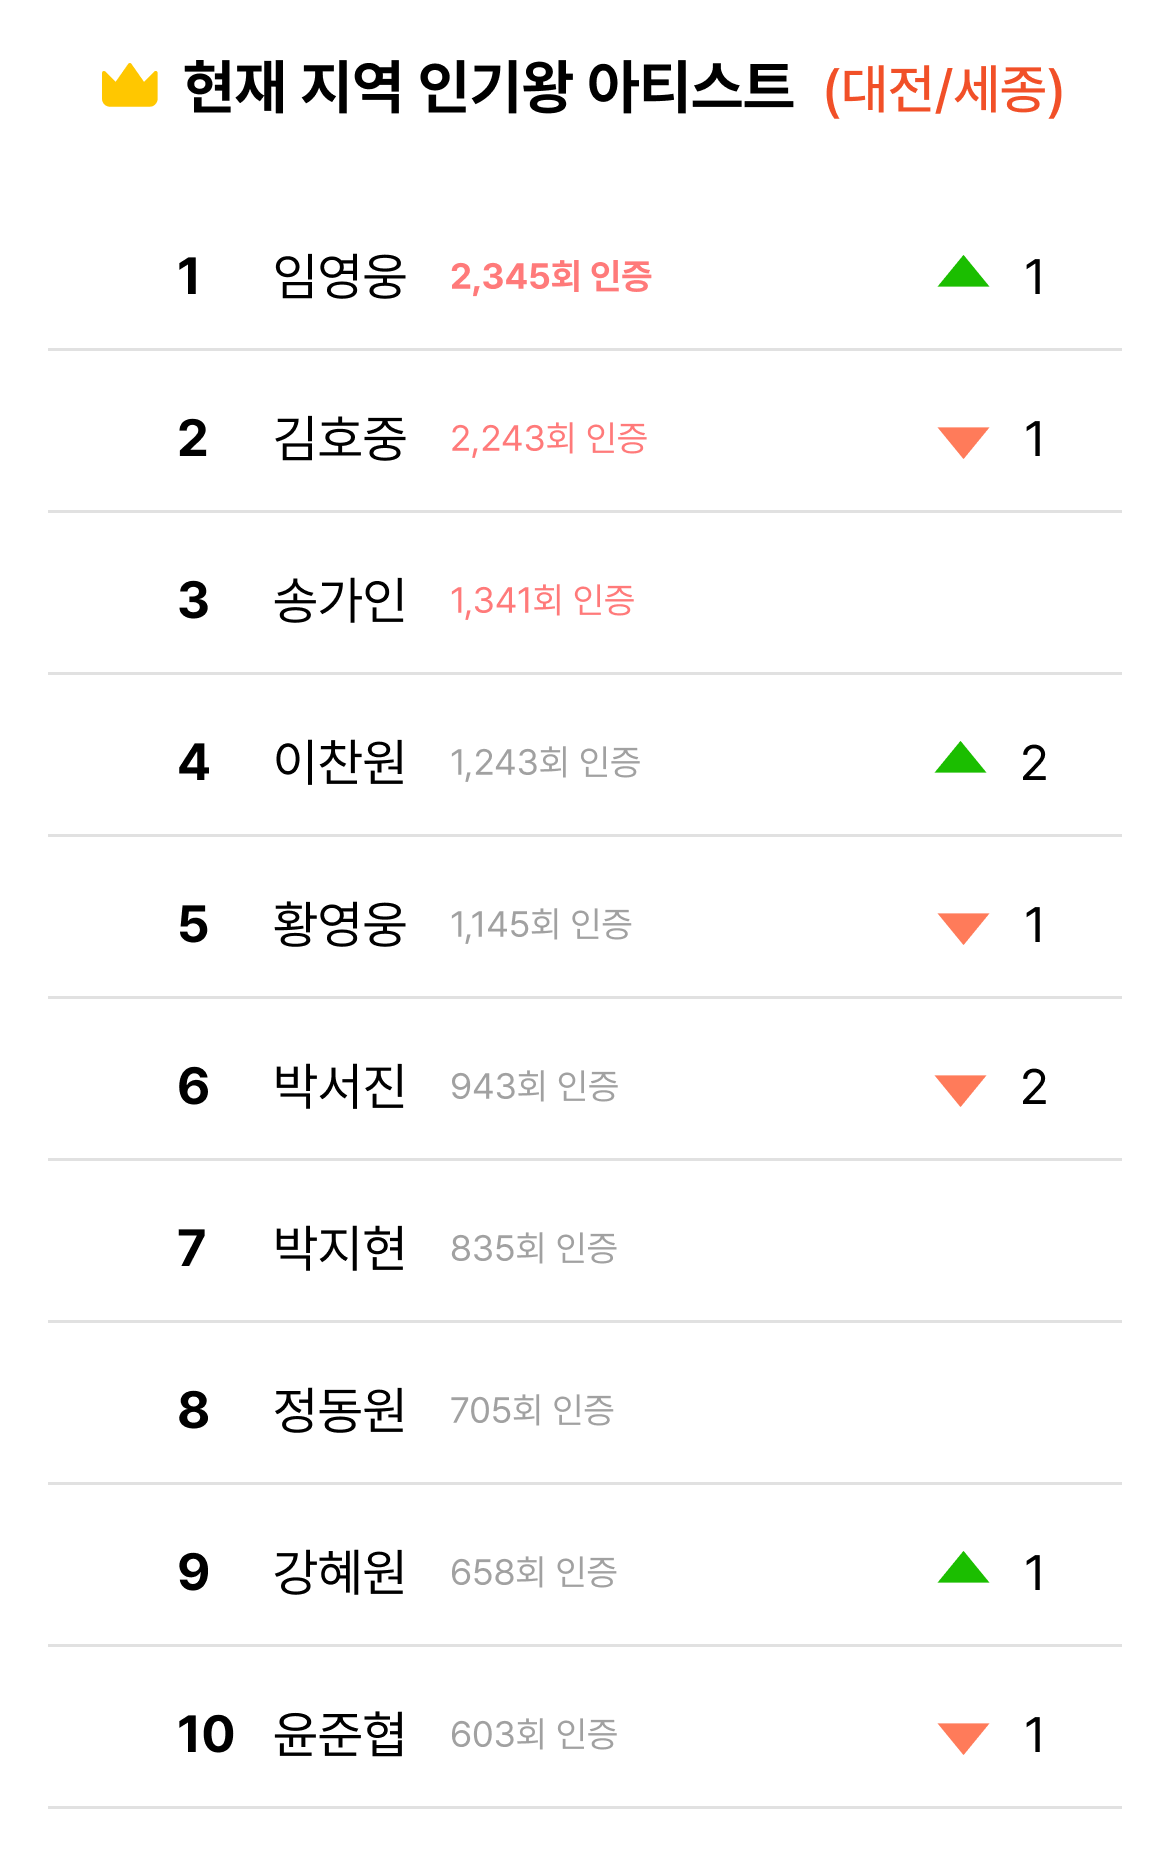 현재 지역 인기왕 아티스트 (대전/세종)
1 임영웅 2,345회 인증 1
2 김호중 2,243회 인증 1
3 송가인 1,341회 인증
4 이찬원 1,243회 인증 2
5 황영웅 1,145회 인증 1
6 박서진 943회 인증 2
7 박지현 835회 인증
8 정동원 705회 인증
9 강혜원 658회 인증 1
10 윤준협 603회 인증 1